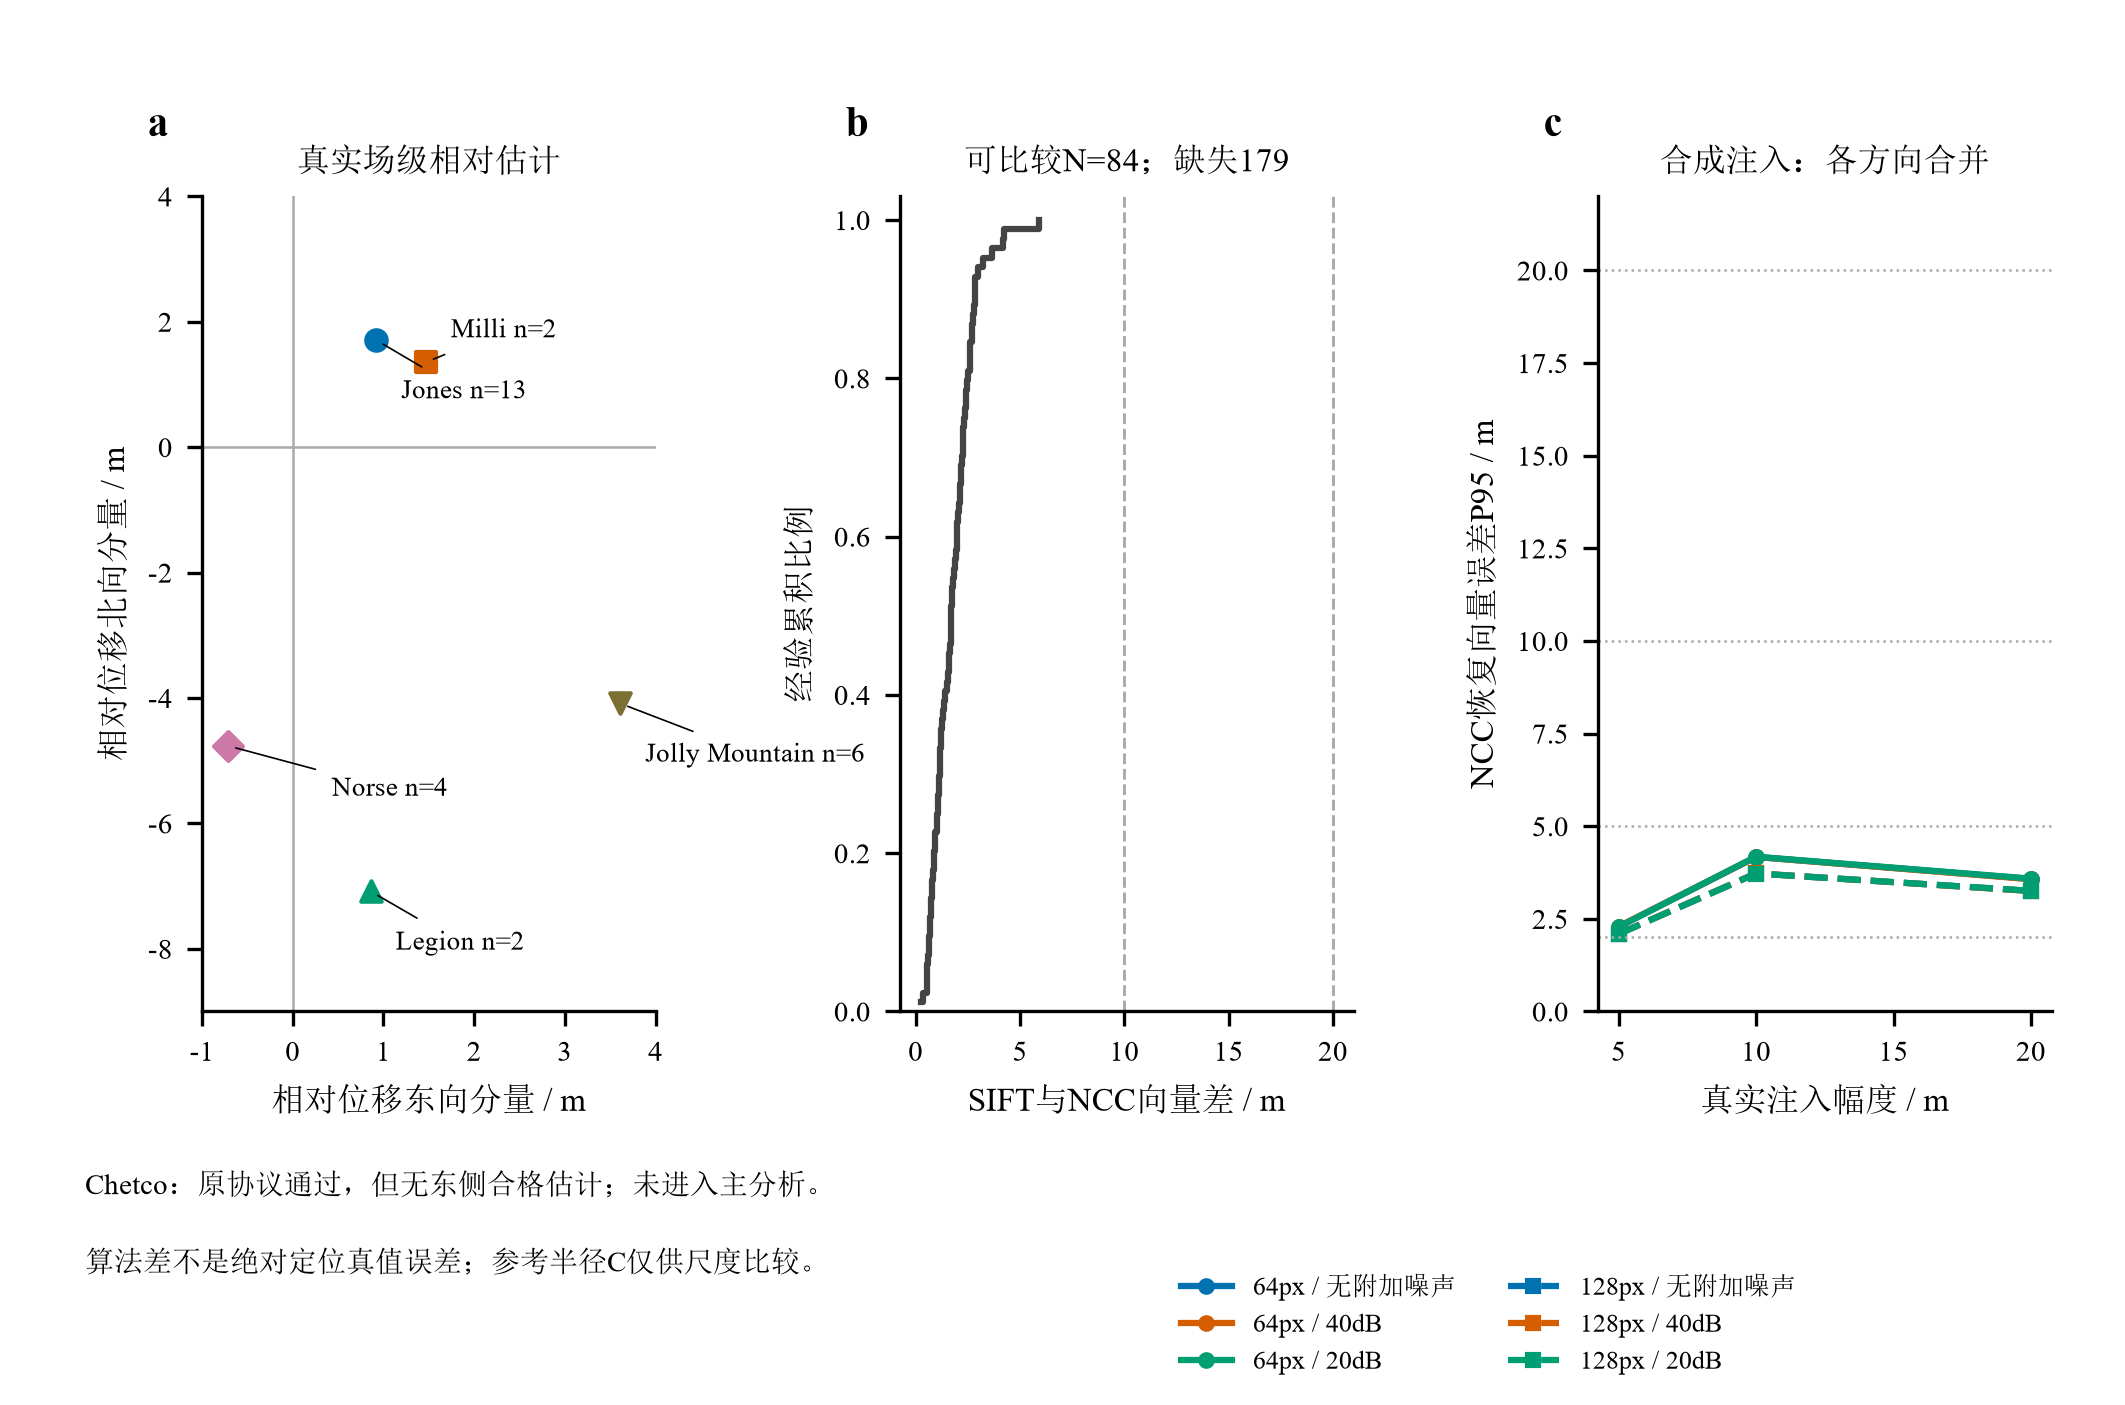 a
真实场级相对估计
相对位移北向分量 / m
4
2
0
-2
-4
-6
-8
Milli n=2
Jones n=13
Jolly Mountain n=6
Norse n=4
Legion n=2
-1 0 1 2 3 4
相对位移东向分量 / m
b
可比较N=84；缺失179
经验累积比例
1.0
0.8
0.6
0.4
0.2
0.0
0 5 10 15 20
SIFT与NCC向量差 / m
c
合成注入：各方向合并
NCC恢复向量误差P95 / m
20.0
17.5
15.0
12.5
10.0
7.5
5.0
2.5
0.0
5 10 15 20
真实注入幅度 / m
Chetco：原协议通过，但无东侧合格估计；未进入主分析。
算法差不是绝对定位真值误差；参考半径C仅供尺度比较。
64px / 无附加噪声
64px / 40dB
64px / 20dB
128px / 无附加噪声
128px / 40dB
128px / 20dB